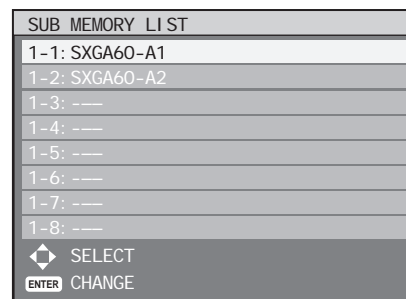 SUB MEMORY LIST
1-1: SXGA60-A1
1-2: SXGA60-A2
1-3: ---
1-4: ---
1-5: ---
1-6: ---
1-7: ---
1-8: ---
SELECT
ENTER CHANGE